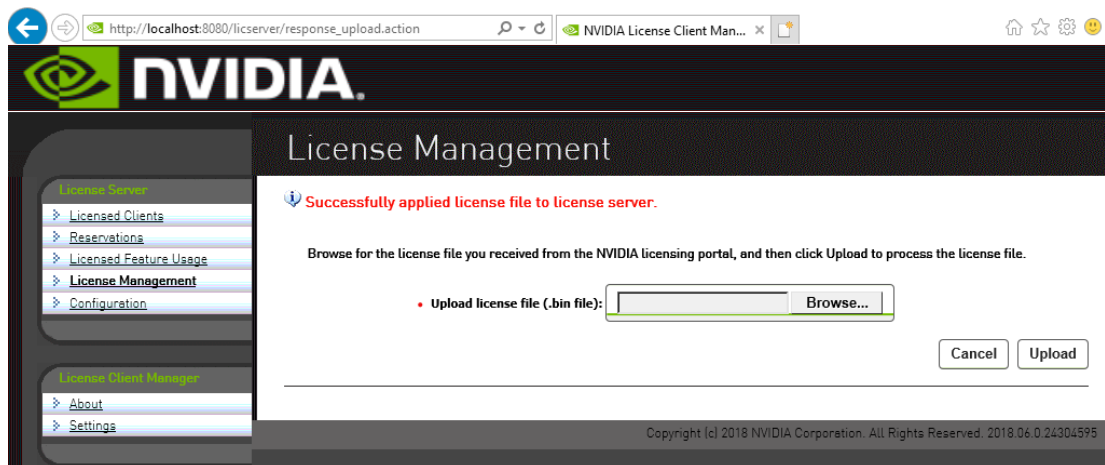 http://localhost:8080/licserver/response_upload.action
NVIDIA License Client Man...
NVIDIA.
License Management
License Server
Licensed Clients
Reservations
Licensed Feature Usage
License Management
Configuration
License Client Manager
About
Settings
Successfully applied license file to license server.
Browse for the license file you received from the NVIDIA licensing portal, and then click Upload to process the license file.
• Upload license file (.bin file): Browse...
Cancel Upload
Copyright (c) 2018 NVIDIA Corporation. All Rights Reserved. 2018.06.0.24304595